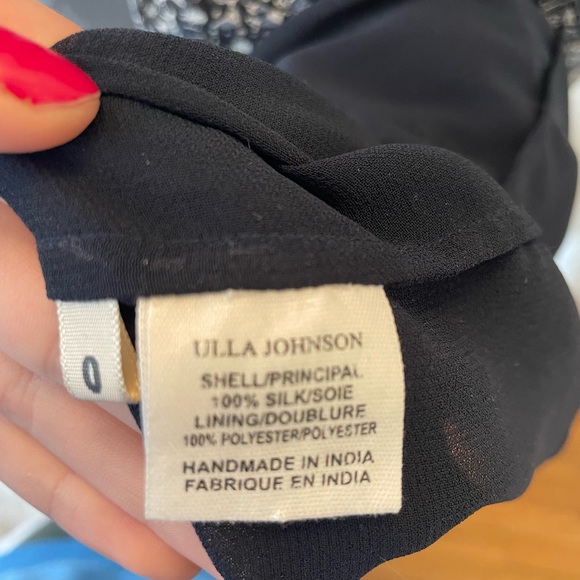 0
ULLA JOHNSON
SHELL/PRINCIPAL
100% SILK/SOIE
LINING/DOUBLURE
100% POLYESTER/POLYESTER
HANDMADE IN INDIA
FABRIQUE EN INDIA